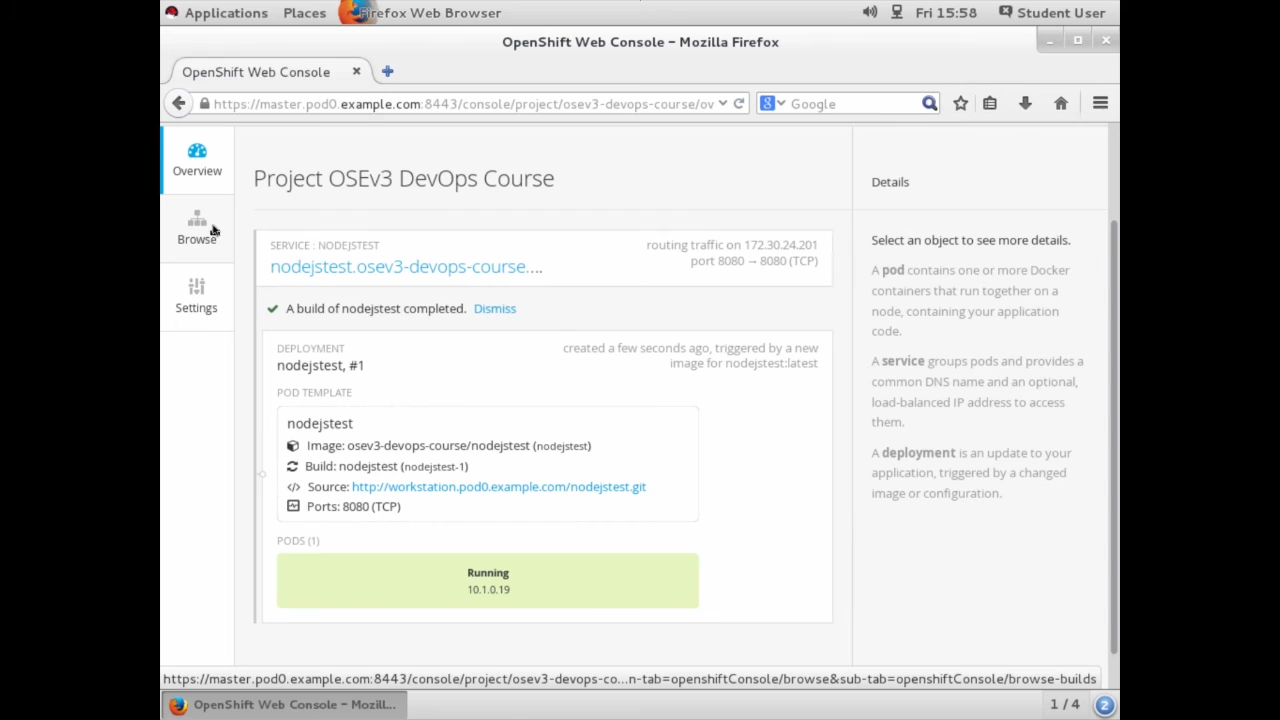 Applications Places Firefox Web Browser Fri 15:58 Student User
OpenShift Web Console - Mozilla Firefox
OpenShift Web Console
https://master.pod0.example.com:8443/console/project/osev3-devops-course/ov
Google
Overview
Browse
Settings
Project OSEv3 DevOps Course
SERVICE : NODEJSTEST
nodejstest.osev3-devops-course....
routing traffic on 172.30.24.201
port 8080 → 8080 (TCP)
A build of nodejstest completed. Dismiss
DEPLOYMENT
nodejstest, #1
created a few seconds ago, triggered by a new
image for nodejstest:latest
POD TEMPLATE
nodejstest
Image: osev3-devops-course/nodejstest (nodejstest)
Build: nodejstest (nodejstest-1)
Source: http://workstation.pod0.example.com/nodejstest.git
Ports: 8080 (TCP)
PODS (1)
Running
10.1.0.19
Details
Select an object to see more details.
A pod contains one or more Docker
containers that run together on a
node, containing your application
code.
A service groups pods and provides a
common DNS name and an optional,
load-balanced IP address to access
them.
A deployment is an update to your
application, triggered by a changed
image or configuration.
https://master.pod0.example.com:8443/console/project/osev3-devops-co...n-tab=openshiftConsole/browse&sub-tab=openshiftConsole/browse-builds
OpenShift Web Console - Mozill...
1 / 4
2